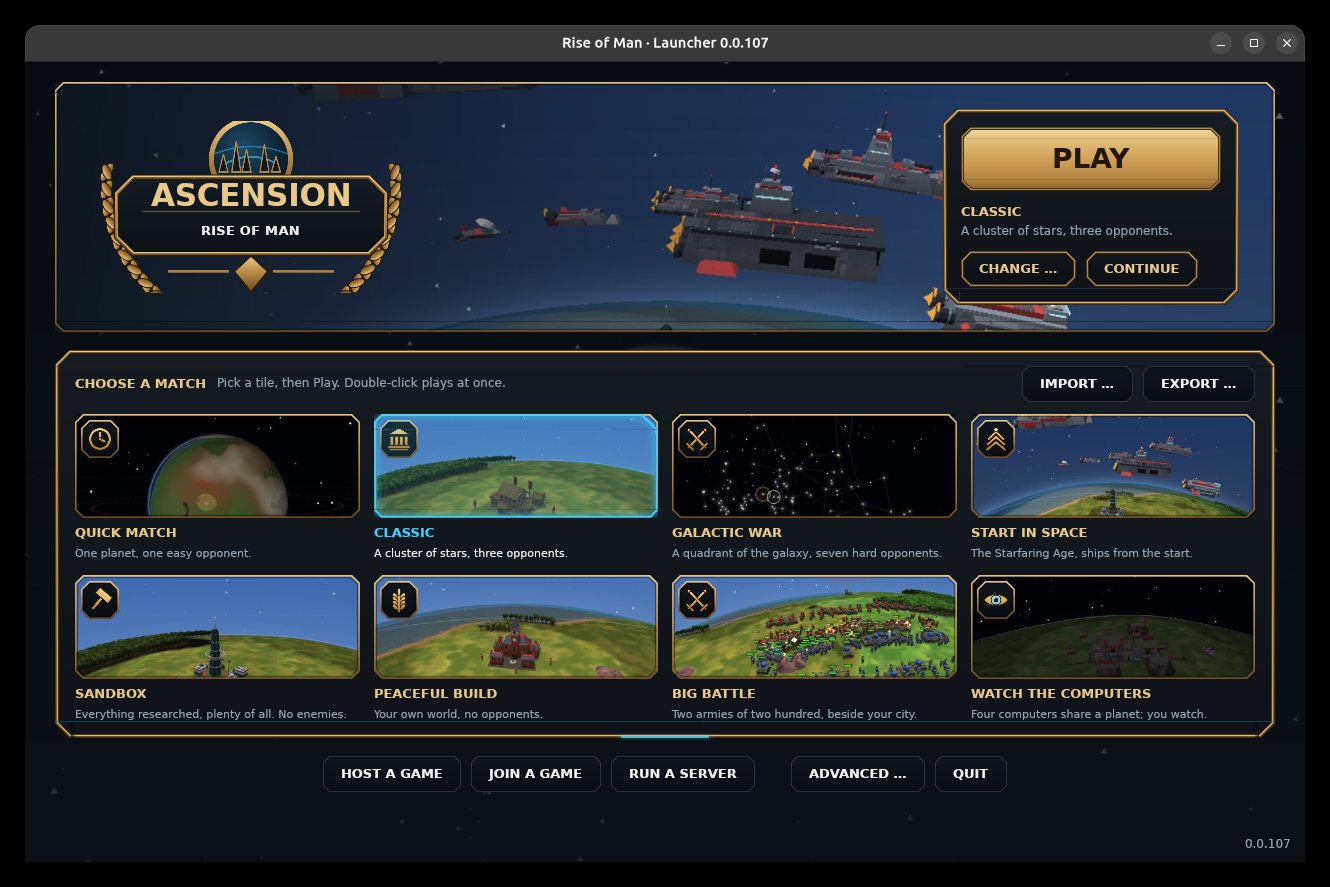 Rise of Man · Launcher 0.0.107
ASCENSION
RISE OF MAN
PLAY
CLASSIC
A cluster of stars, three opponents.
CHANGE ...
CONTINUE
CHOOSE A MATCH
Pick a tile, then Play. Double-click plays at once.
IMPORT ...
EXPORT ...
QUICK MATCH
One planet, one easy opponent.
CLASSIC
A cluster of stars, three opponents.
GALACTIC WAR
A quadrant of the galaxy, seven hard opponents.
START IN SPACE
The Starfaring Age, ships from the start.
SANDBOX
Everything researched, plenty of all. No enemies.
PEACEFUL BUILD
Your own world, no opponents.
BIG BATTLE
Two armies of two hundred, beside your city.
WATCH THE COMPUTERS
Four computers share a planet; you watch.
HOST A GAME
JOIN A GAME
RUN A SERVER
ADVANCED ...
QUIT
0.0.107